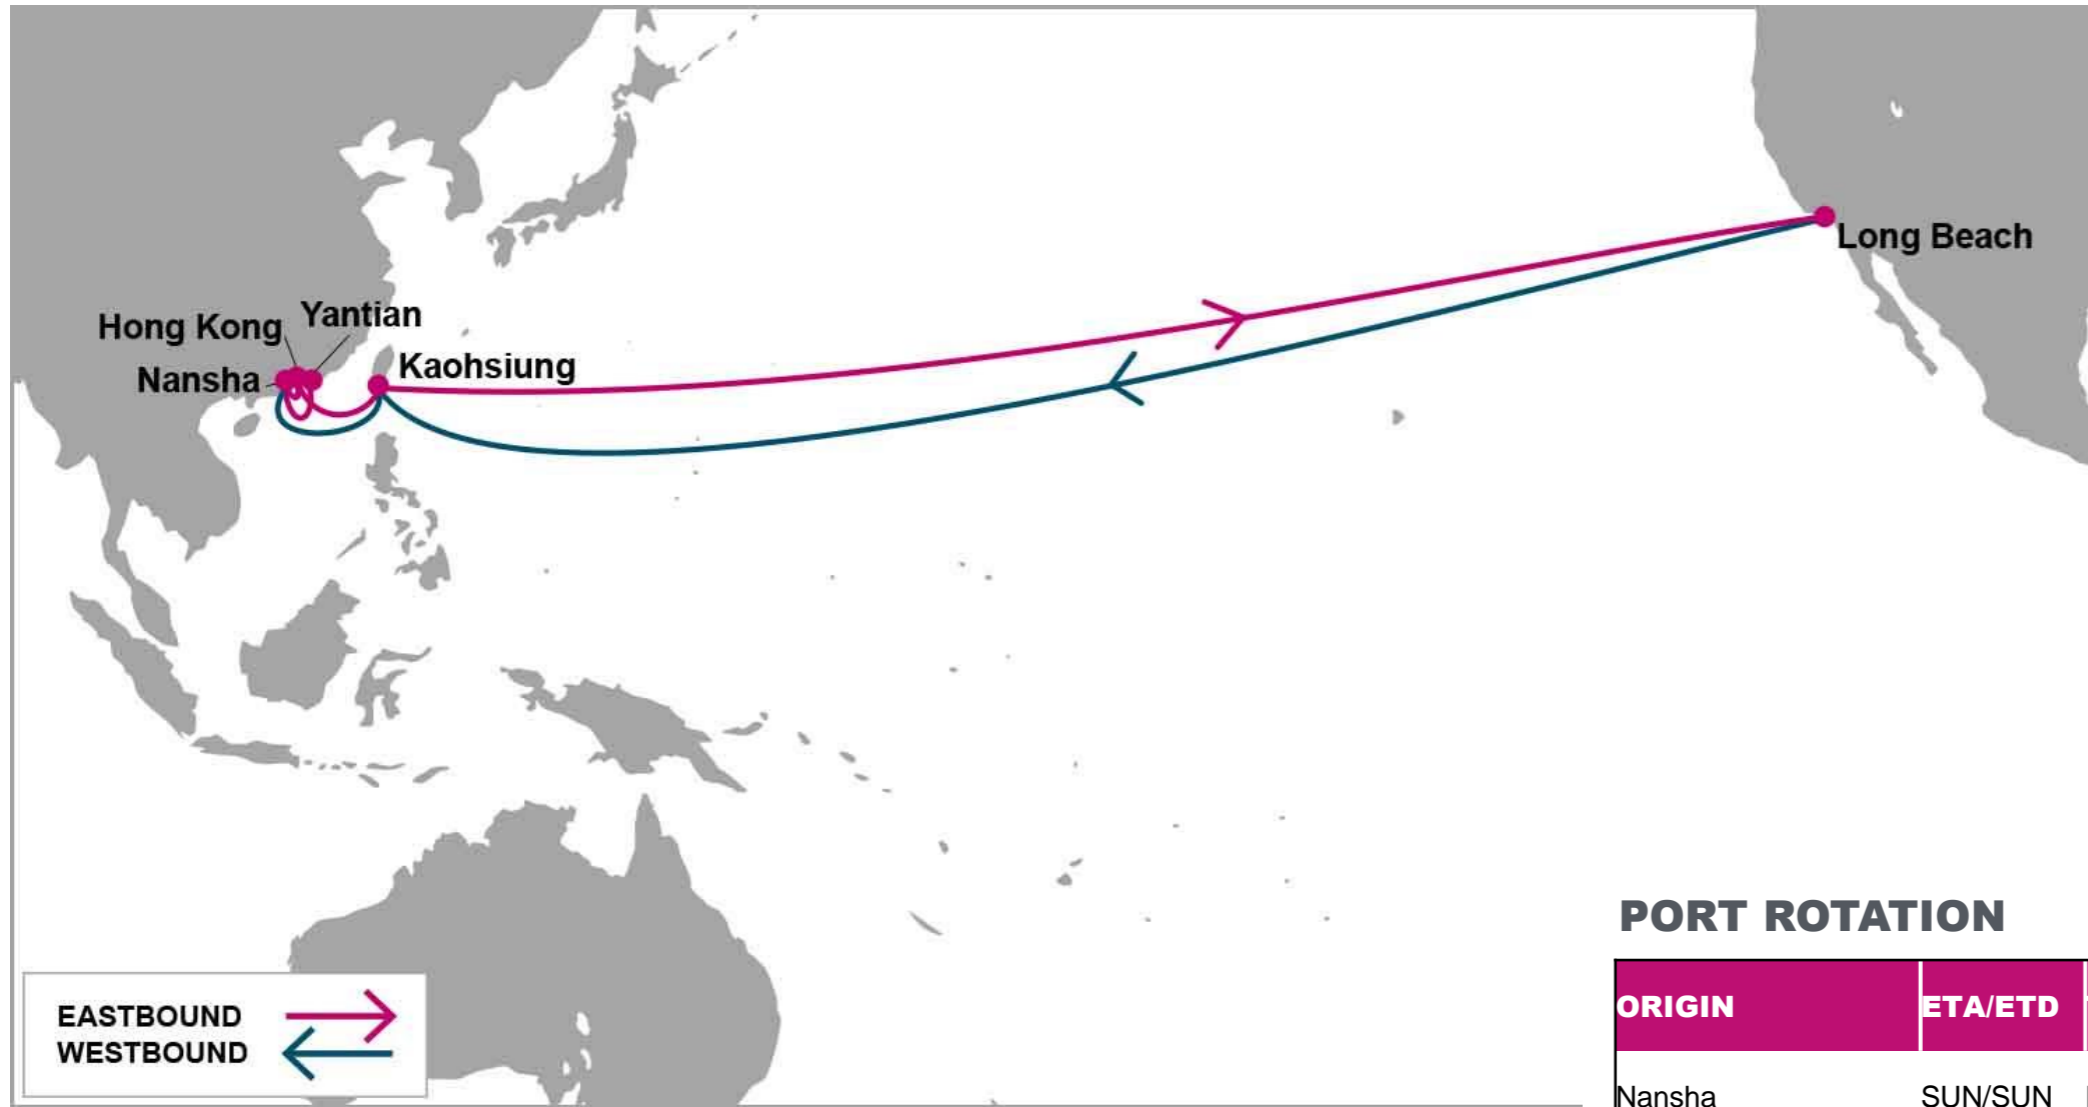 Hong Kong
Yantian
Nansha
Kaohsiung
Long Beach
EASTBOUND
WESTBOUND
PORT ROTATION
ORIGIN ETA/ETD
Nansha SUN/SUN